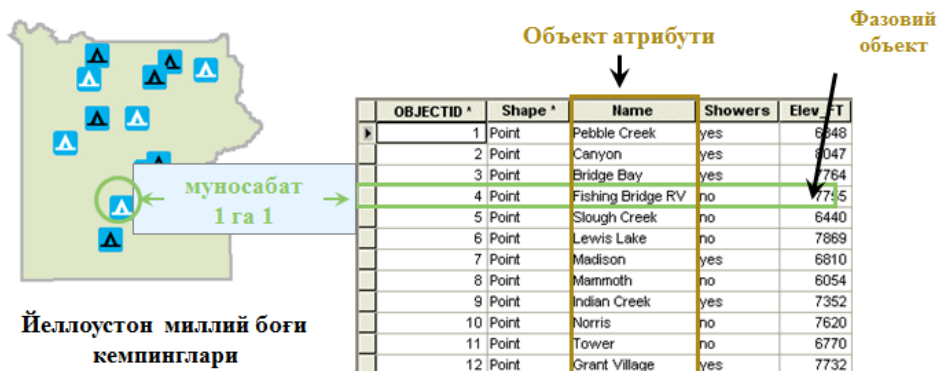 Объект атрибути
Фазовий
объект
муносабат
1 га 1
OBJECTID * Shape * Name Showers Elev_FT
1 Point Pebble Creek yes 6848
2 Point Canyon yes 8047
3 Point Bridge Bay yes 7764
4 Point Fishing Bridge RV no 7755
5 Point Slough Creek no 6440
6 Point Lewis Lake no 7869
7 Point Madison yes 6810
8 Point Mammoth no 6054
9 Point Indian Creek yes 7352
10 Point Norris no 7620
11 Point Tower no 6770
12 Point Grant Village yes 7732
Йеллоустон миллий боғи
кемпинглари